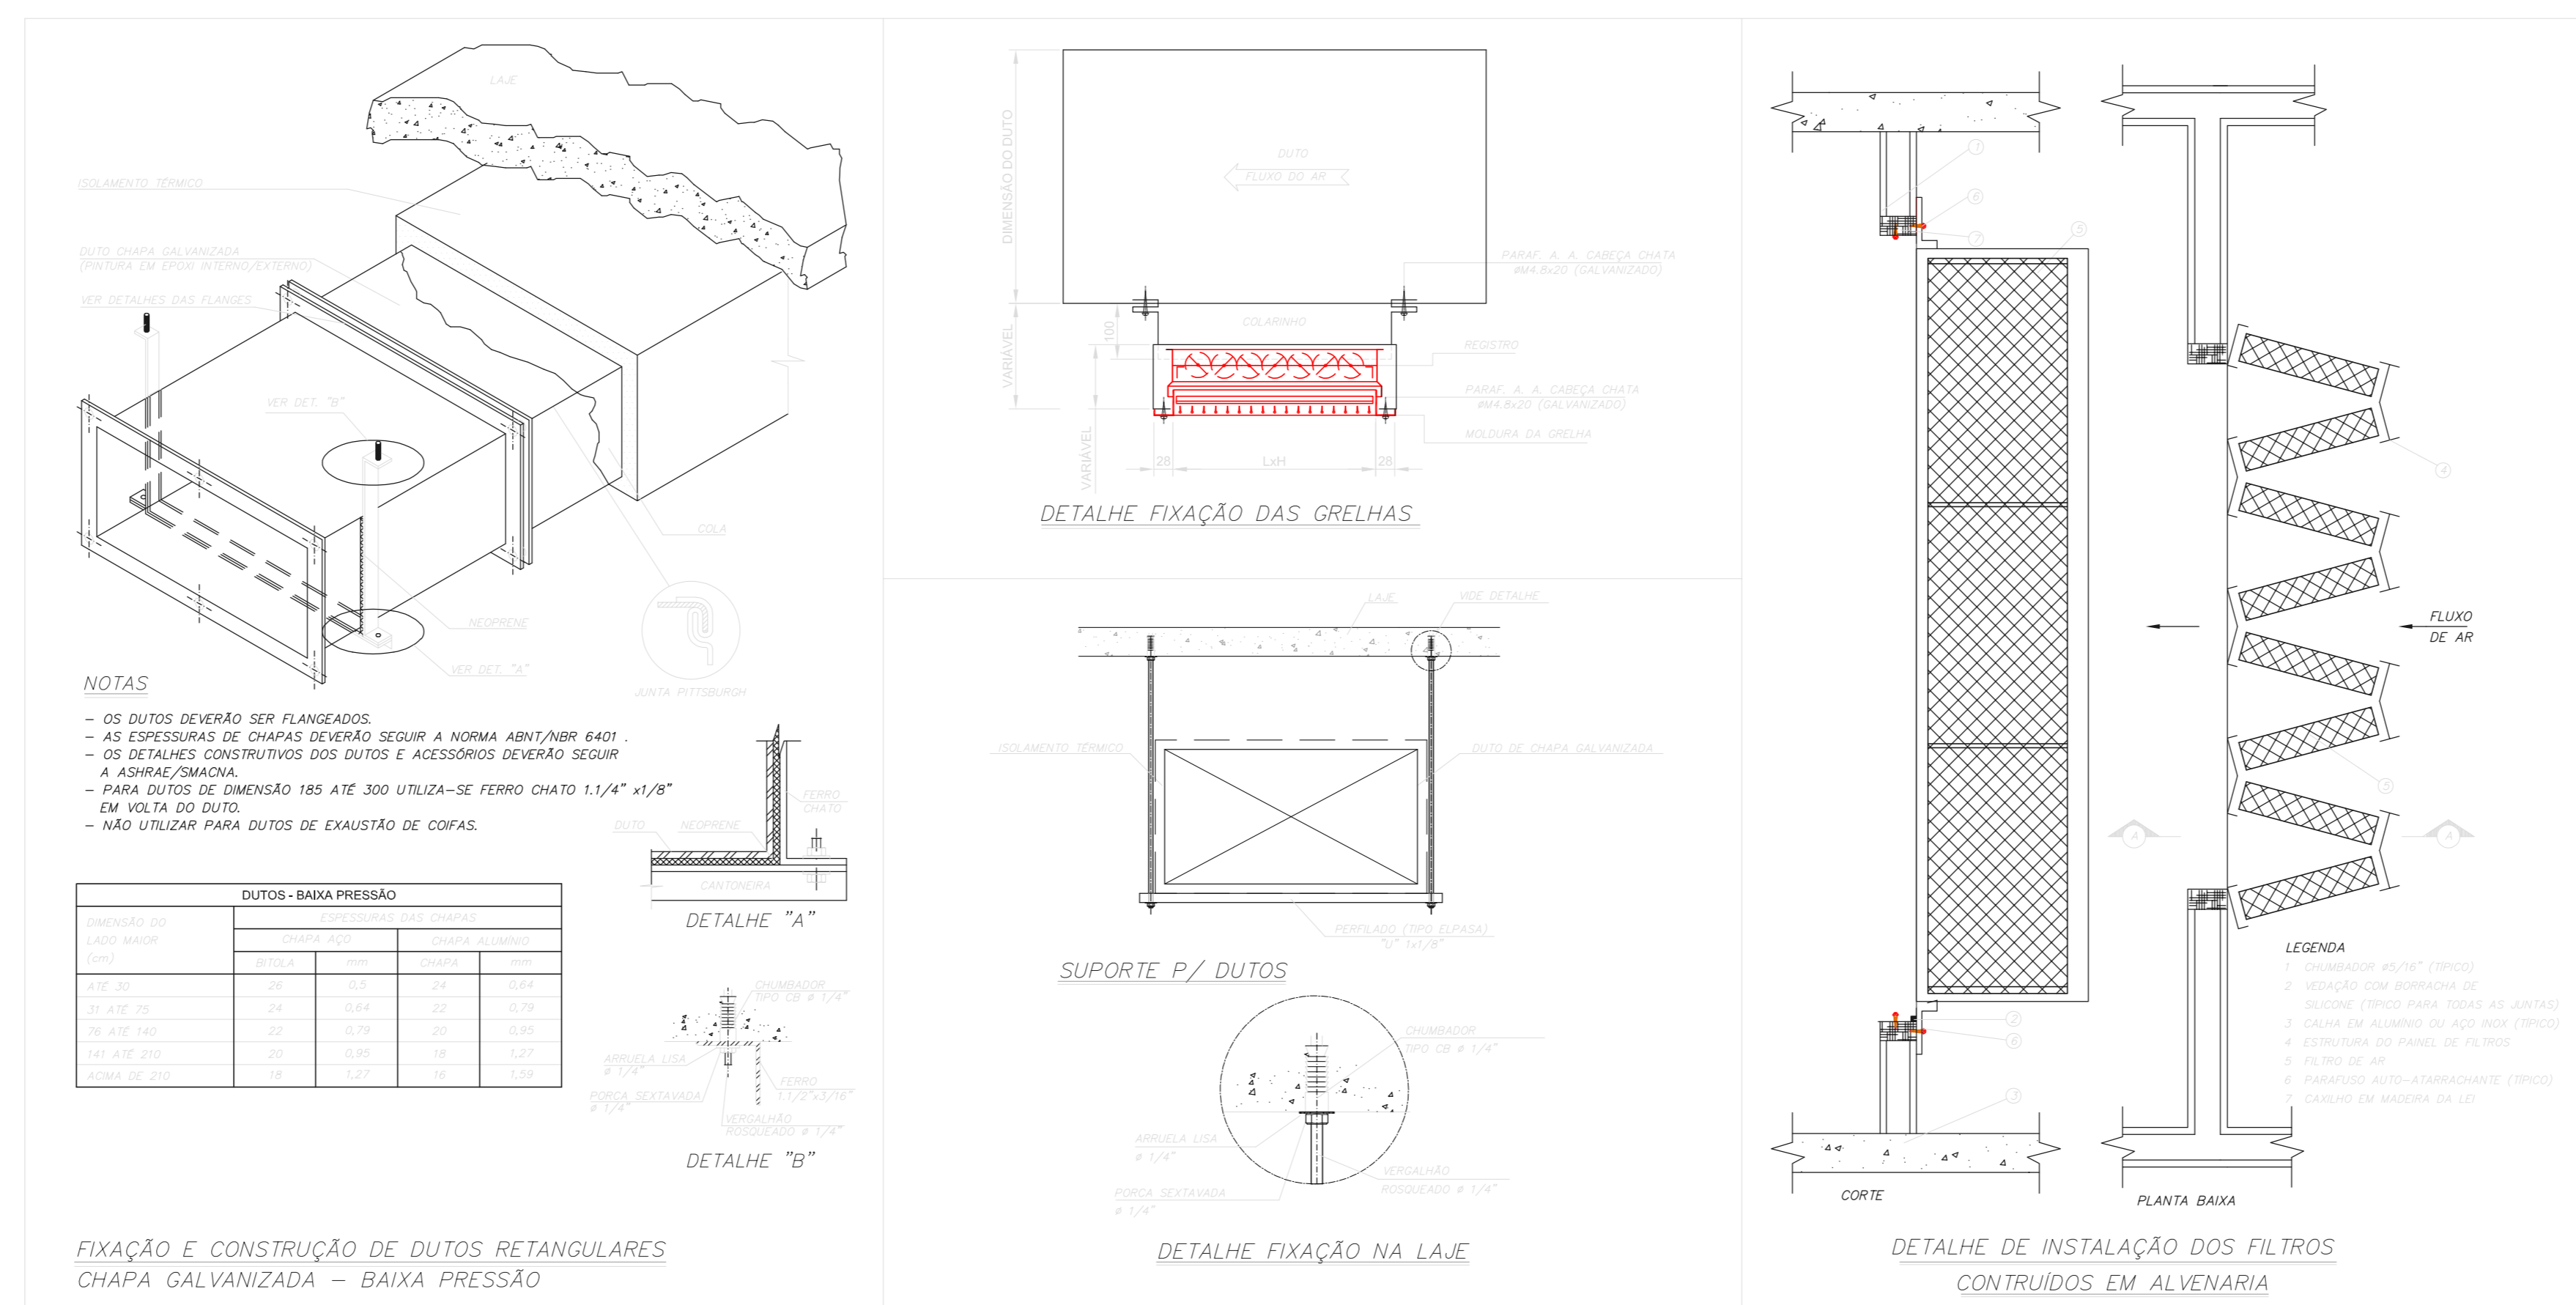 LAJE
ISOLAMENTO TÉRMICO
DUTO CHAPA GALVANIZADA
(PINTURA EM EPOXI INTERNO/EXTERNO)
VER DETALHES DAS FLANGES
VER DET. "B"
COLA
NEOPRENE
VER DET. "A"
JUNTA PITTSBURGH
NOTAS
– OS DUTOS DEVERÃO SER FLANGEADOS.
– AS ESPESSURAS DE CHAPAS DEVERÃO SEGUIR A NORMA ABNT/NBR 6401 .
– OS DETALHES CONSTRUTIVOS DOS DUTOS E ACESSÓRIOS DEVERÃO SEGUIR
A ASHRAE/SMACNA.
– PARA DUTOS DE DIMENSÃO 185 ATÉ 300 UTILIZA–SE FERRO CHATO 1.1/4" x1/8"
EM VOLTA DO DUTO.
– NÃO UTILIZAR PARA DUTOS DE EXAUSTÃO DE COIFAS.
FERRO
CHATO
DUTO
NEOPRENE
CANTONEIRA
DETALHE "A"
DUTOS - BAIXA PRESSÃO
DIMENSÃO DO
LADO MAIOR
(cm)
ESPESSURAS DAS CHAPAS
CHAPA AÇO
CHAPA ALUMÍNIO
BITOLA mm CHAPA mm
ATÉ 30 26 0,5 24 0,64
31 ATÉ 75 24 0,64 22 0,79
76 ATÉ 140 22 0,79 20 0,95
141 ATÉ 210 20 0,95 18 1,27
ACIMA DE 210 18 1,27 16 1,59
CHUMBADOR
TIPO CB ø 1/4"
ARRUELA LISA
ø 1/4"
PORCA SEXTAVADA
ø 1/4"
FERRO
1.1/2"x3/16"
VERGALHÃO
ROSQUEADO ø 1/4"
DETALHE "B"
FIXAÇÃO E CONSTRUÇÃO DE DUTOS RETANGULARES
CHAPA GALVANIZADA – BAIXA PRESSÃO
DIMENSÃO DO DUTO
DUTO
FLUXO DO AR
PARAF. A. A. CABEÇA CHATA
øM4.8x20 (GALVANIZADO)
VARIÁVEL
100
COLARINHO
REGISTRO
PARAF. A. A. CABEÇA CHATA
øM4.8x20 (GALVANIZADO)
MOLDURA DA GRELHA
VARIÁVEL
28
LxH
28
DETALHE FIXAÇÃO DAS GRELHAS
LAJE
VIDE DETALHE
ISOLAMENTO TÉRMICO
DUTO DE CHAPA GALVANIZADA
PERFILADO (TIPO ELPASA)
"U" 1x1/8"
SUPORTE P/ DUTOS
CHUMBADOR
TIPO CB ø 1/4"
ARRUELA LISA
ø 1/4"
VERGALHÃO
ROSQUEADO ø 1/4"
PORCA SEXTAVADA
ø 1/4"
DETALHE FIXAÇÃO NA LAJE
1
6
7
5
4
FLUXO
DE AR
5
A
A
2
6
3
LEGENDA
1 CHUMBADOR ø5/16" (TÍPICO)
2 VEDAÇÃO COM BORRACHA DE
SILICONE (TÍPICO PARA TODAS AS JUNTAS)
3 CALHA EM ALUMÍNIO OU AÇO INOX (TÍPICO)
4 ESTRUTURA DO PAINEL DE FILTROS
5 FILTRO DE AR
6 PARAFUSO AUTO–ATARRACHANTE (TÍPICO)
7 CAXILHO EM MADEIRA DA LEI
CORTE
PLANTA BAIXA
DETALHE DE INSTALAÇÃO DOS FILTROS
CONTRUÍDOS EM ALVENARIA